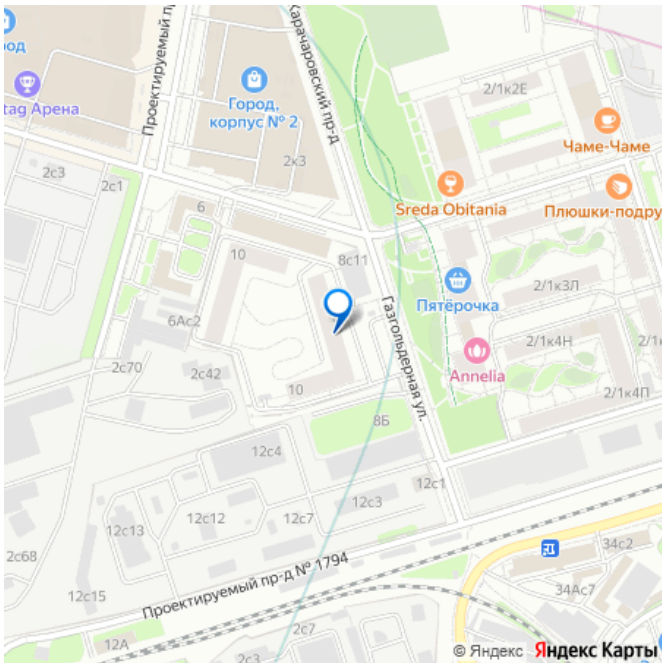 Карачаровский пр-д
Проектируемый пр
од
tag Арена
Город,
корпус № 2
2к3
2/1к2Е
Чаме-Чаме
Sreda Obitania
Плюшки-подру
2с3
2с1
6
10
8с11
Пятёрочка
2/1к3Л
Газгольдерная ул.
6Ас2
2/1к4Н
Annelia
2с70
2с42
10
8Б
2/1к4П
12с4
12с1
12с3
12с13
12с12
12с7
2с68
34с2
Проектируемый пр-д № 1794
34Ас7
12с15
12А
2с7
2с3
© Яндекс Яндекс Карты